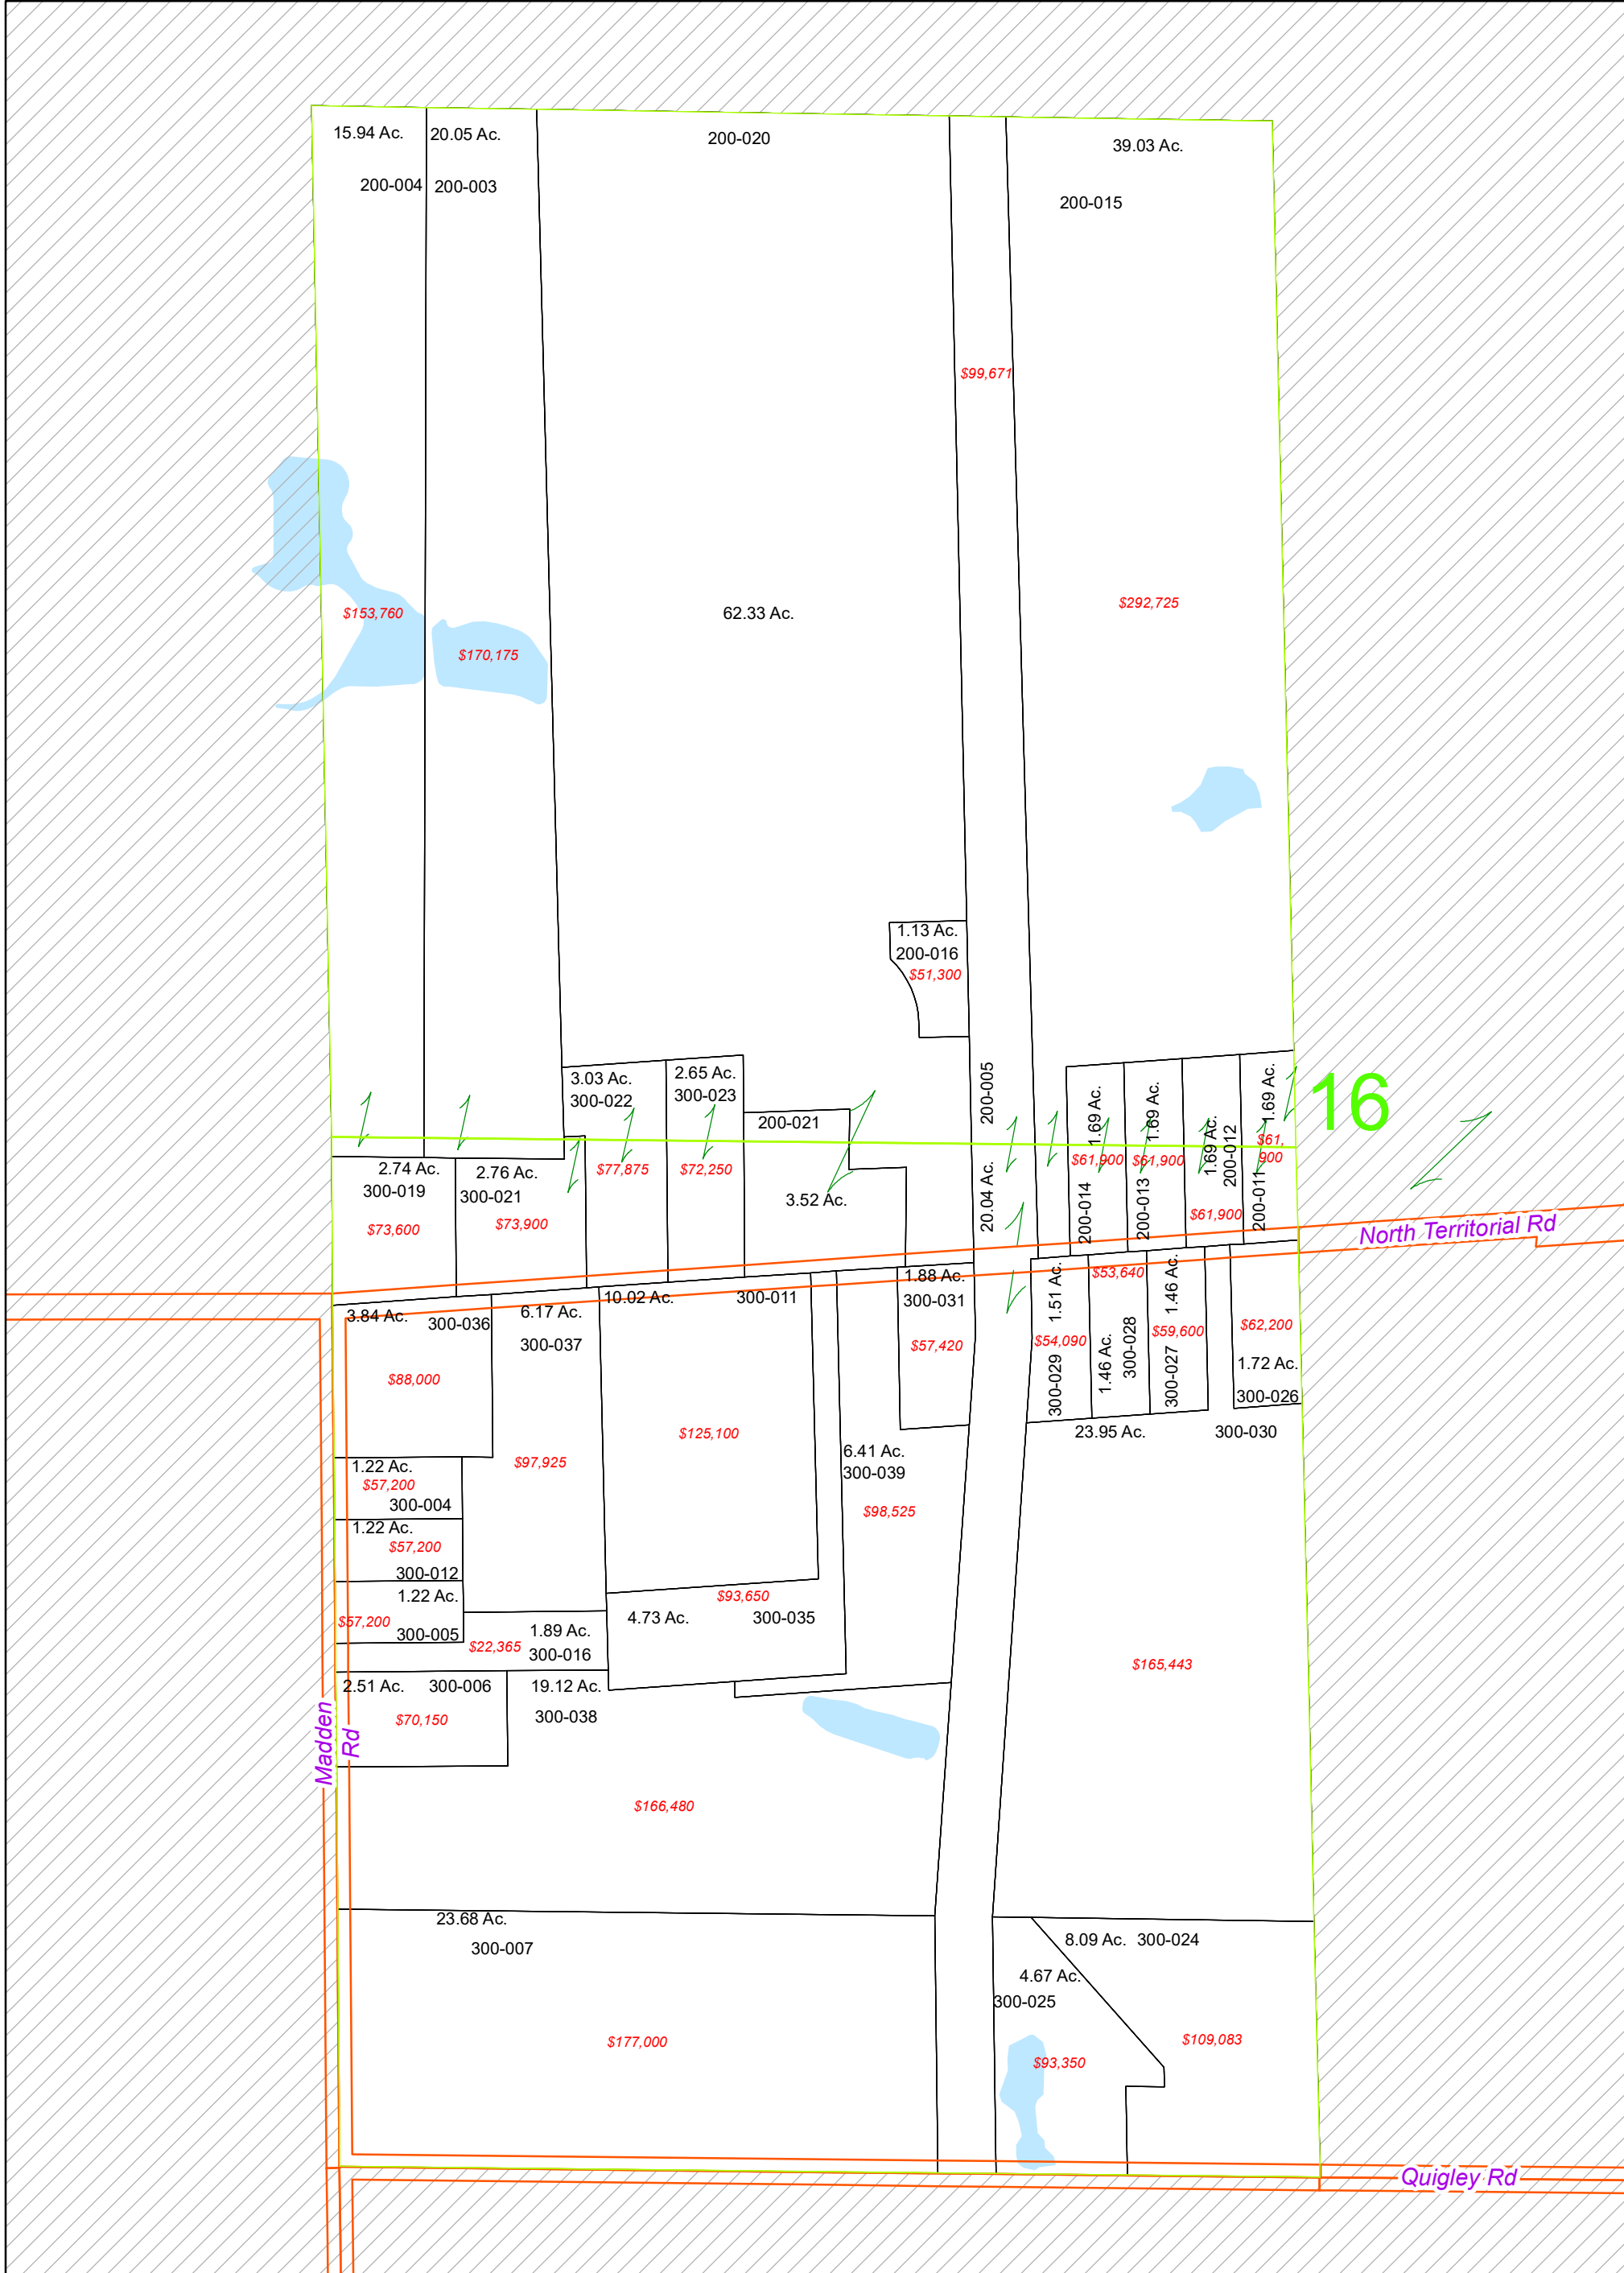 15.94 Ac.
20.05 Ac.
200-020
39.03 Ac.
200-004
200-003
200-015
$99,671
$153,760
$170,175
62.33 Ac.
$292,725
1.13 Ac.
200-016
$51,300
3.03 Ac.
300-022
2.65 Ac.
300-023
200-021
200-005
1.69 Ac.
1.69 Ac.
1.69 Ac.
200-012
1.69 Ac.
16
2.74 Ac.
300-019
$73,600
2.76 Ac.
300-021
$73,900
$77,875
$72,250
3.52 Ac.
20.04 Ac.
$61,900
200-014
$61,900
200-013
$61,900
$61,
900
200-011
North Territorial Rd
3.84 Ac.
300-036
$88,000
6.17 Ac.
300-037
$97,925
10.02 Ac.
300-011
$125,100
1.88 Ac.
300-031
$57,420
1.51 Ac.
$54,090
300-029
$53,640
1.46 Ac.
300-028
1.46 Ac.
$59,600
300-027
$62,200
1.72 Ac.
300-026
23.95 Ac.
300-030
6.41 Ac.
300-039
$98,525
1.22 Ac.
$57,200
300-004
1.22 Ac.
$57,200
300-012
1.22 Ac.
$57,200
300-005
$22,365
1.89 Ac.
300-016
$93,650
4.73 Ac.
300-035
$165,443
2.51 Ac.
300-006
$70,150
19.12 Ac.
300-038
Madden
Rd
$166,480
23.68 Ac.
300-007
8.09 Ac.
300-024
4.67 Ac.
300-025
$177,000
$93,350
$109,083
Quigley Rd